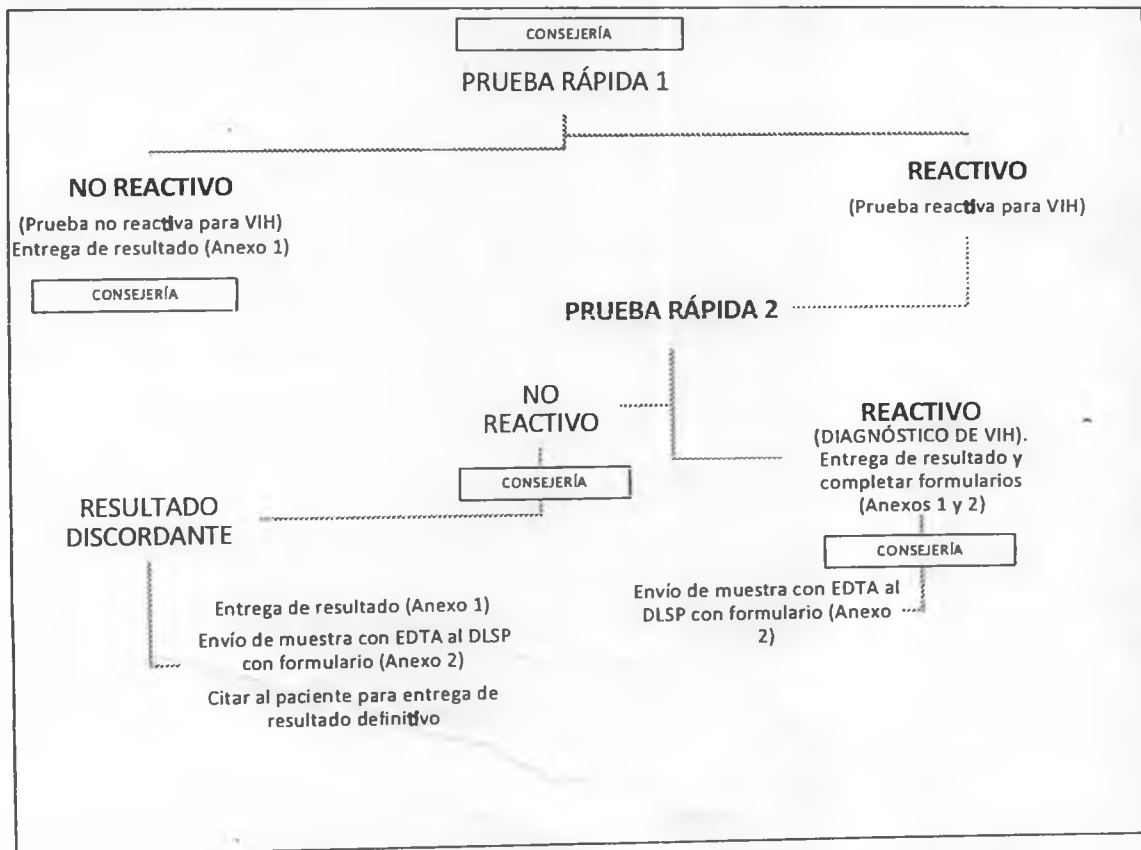 CONSEJERÍA
PRUEBA RÁPIDA 1
NO REACTIVO
(Prueba no reactiva para VIH)
Entrega de resultado (Anexo 1)
CONSEJERÍA
REACTIVO
(Prueba reactiva para VIH)
PRUEBA RÁPIDA 2
NO
REACTIVO
CONSEJERÍA
RESULTADO
DISCORDANTE
Entrega de resultado (Anexo 1)
Envío de muestra con EDTA al DLSP
con formulario (Anexo 2)
Citar al paciente para entrega de
resultado definitivo
REACTIVO
(DIAGNÓSTICO DE VIH).
Entrega de resultado y
completar formularios
(Anexos 1 y 2)
CONSEJERÍA
Envío de muestra con EDTA al
DLSP con formulario (Anexo
2)